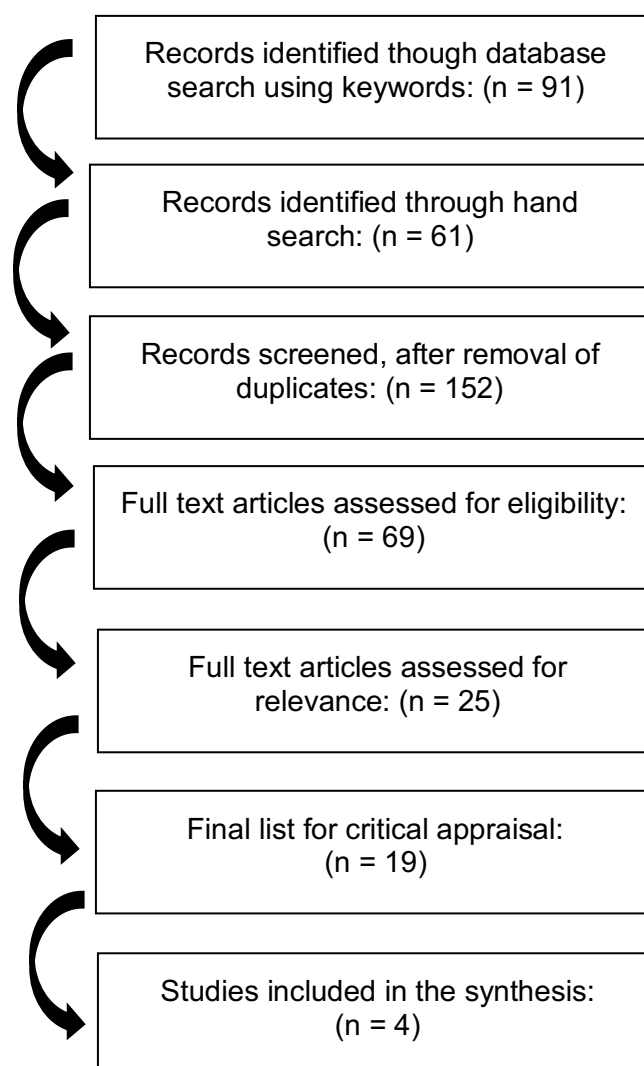 Records identified though database
search using keywords: (n = 91)
Records identified through hand
search: (n = 61)
Records screened, after removal of
duplicates: (n = 152)
Full text articles assessed for eligibility:
(n = 69)
Full text articles assessed for
relevance: (n = 25)
Final list for critical appraisal:
(n = 19)
Studies included in the synthesis:
(n = 4)